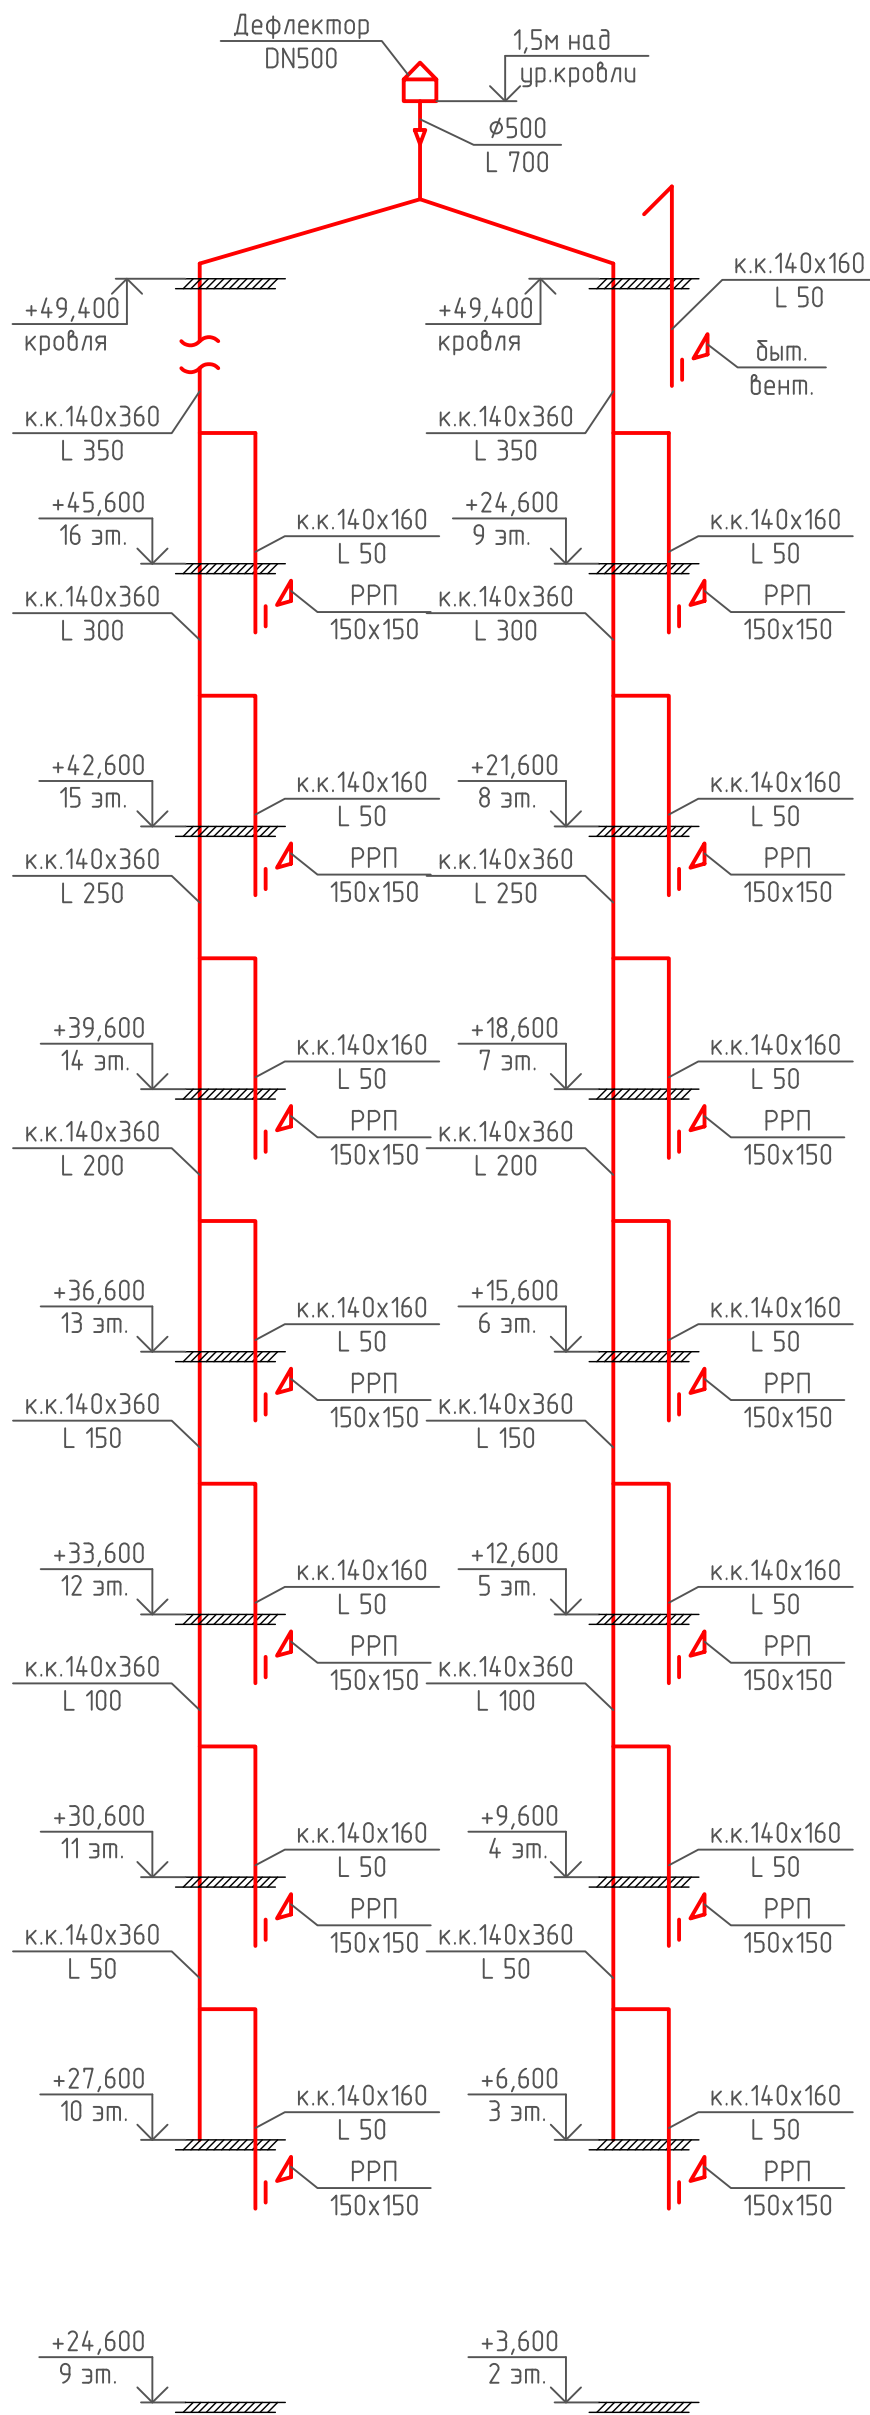 Дефлектор
DN500
1,5м над
ур.кровли
⌀500
L 700
к.к.140х160
L 50
+49,400
кровля
+49,400
кровля
быт.
вент.
к.к.140х360
L 350
к.к.140х360
L 350
+45,600
16 эт.
к.к.140х160
L 50
+24,600
9 эт.
к.к.140х160
L 50
к.к.140х360
L 300
РРП
150х150
к.к.140х360
L 300
РРП
150х150
+42,600
15 эт.
к.к.140х160
L 50
+21,600
8 эт.
к.к.140х160
L 50
к.к.140х360
L 250
РРП
150х150
к.к.140х360
L 250
РРП
150х150
+39,600
14 эт.
к.к.140х160
L 50
+18,600
7 эт.
к.к.140х160
L 50
к.к.140х360
L 200
РРП
150х150
к.к.140х360
L 200
РРП
150х150
+36,600
13 эт.
к.к.140х160
L 50
+15,600
6 эт.
к.к.140х160
L 50
к.к.140х360
L 150
РРП
150х150
к.к.140х360
L 150
РРП
150х150
+33,600
12 эт.
к.к.140х160
L 50
+12,600
5 эт.
к.к.140х160
L 50
к.к.140х360
L 100
РРП
150х150
к.к.140х360
L 100
РРП
150х150
+30,600
11 эт.
к.к.140х160
L 50
+9,600
4 эт.
к.к.140х160
L 50
к.к.140х360
L 50
РРП
150х150
к.к.140х360
L 50
РРП
150х150
+27,600
10 эт.
к.к.140х160
L 50
+6,600
3 эт.
к.к.140х160
L 50
РРП
150х150
РРП
150х150
+24,600
9 эт.
+3,600
2 эт.